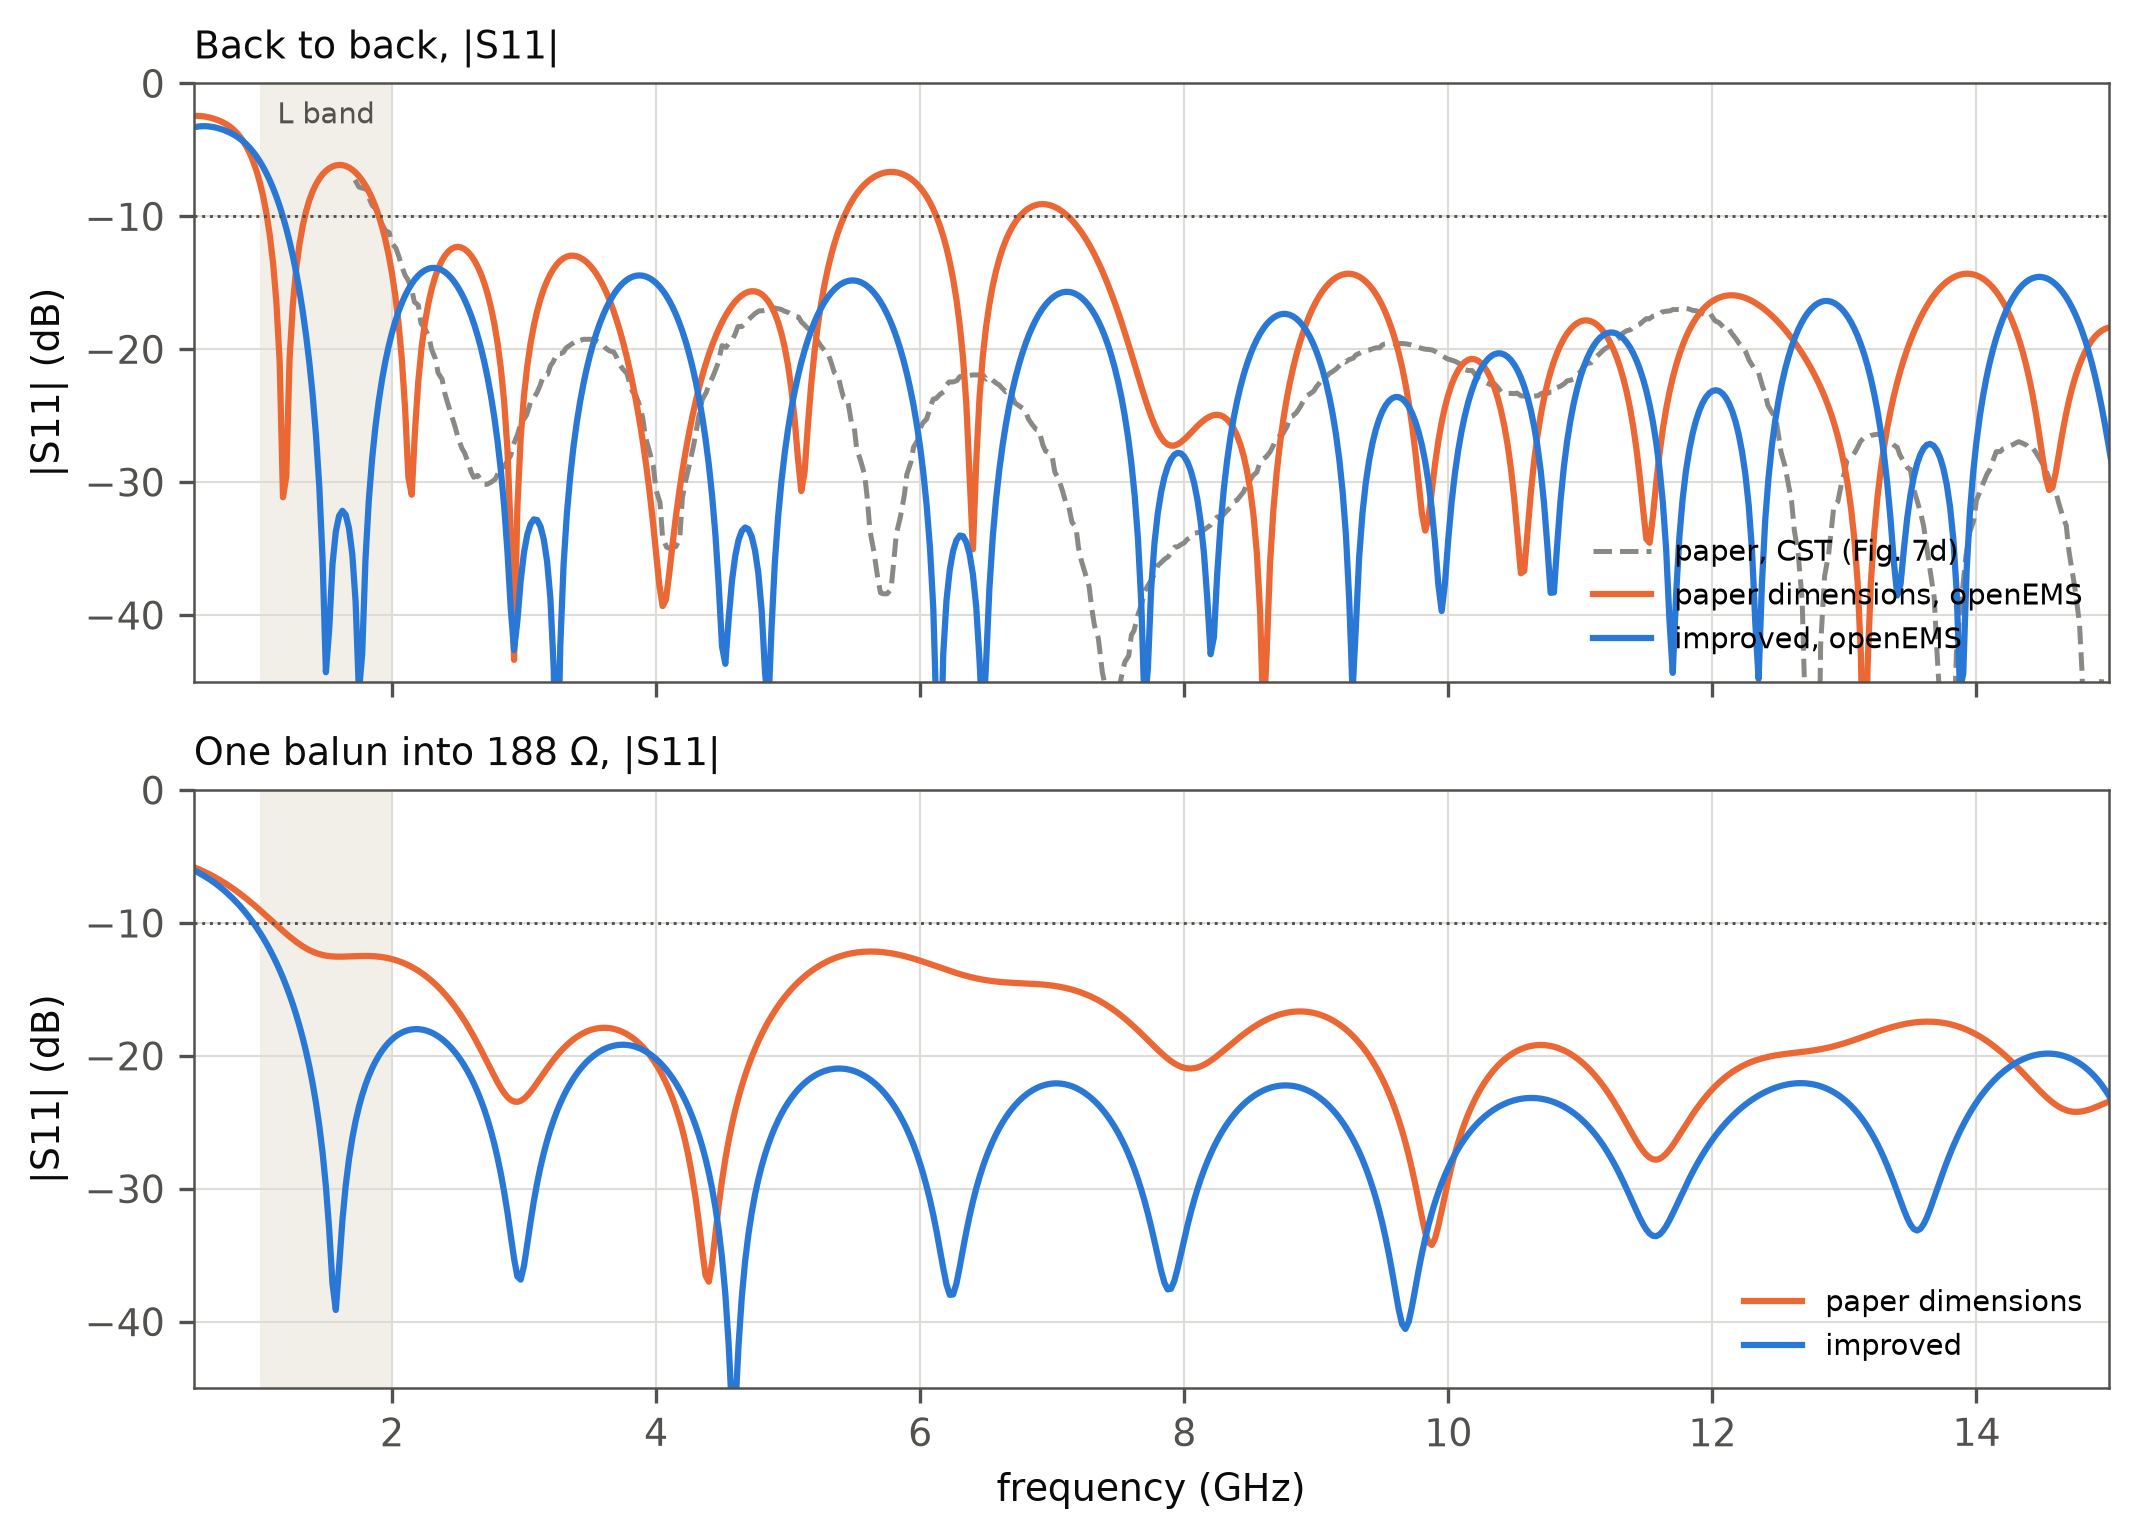 Back to back, |S11|
0
−10
−20
−30
−40
|S11| (dB)
L band
paper, CST (Fig. 7d)
paper dimensions, openEMS
improved, openEMS
One balun into 188 Ω, |S11|
0
−10
−20
−30
−40
|S11| (dB)
paper dimensions
improved
2 4 6 8 10 12 14
frequency (GHz)